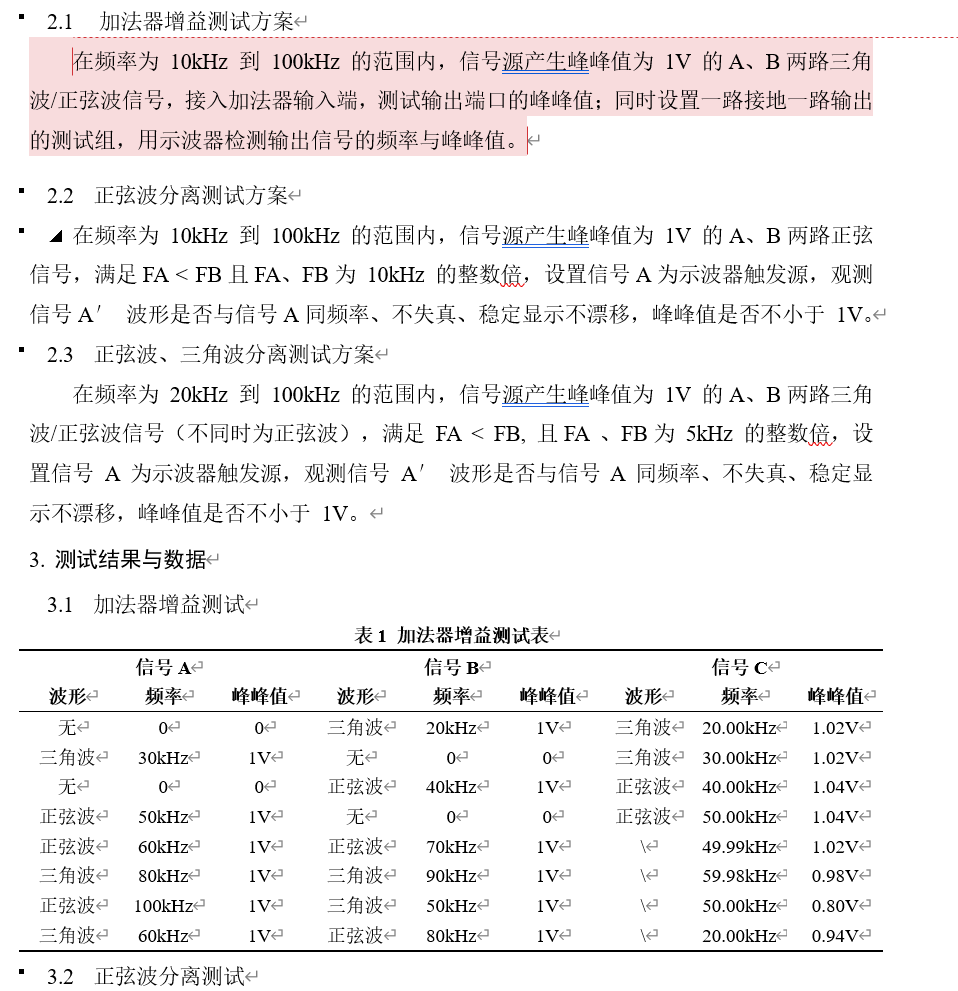 2.1 加法器增益测试方案
在频率为 10kHz 到 100kHz 的范围内，信号源产生峰峰值为 1V 的 A、B 两路三角
波/正弦波信号，接入加法器输入端，测试输出端口的峰峰值；同时设置一路接地一路输出
的测试组，用示波器检测输出信号的频率与峰峰值。
2.2 正弦波分离测试方案
在频率为 10kHz 到 100kHz 的范围内，信号源产生峰峰值为 1V 的 A、B 两路正弦
信号，满足 FA < FB 且 FA、FB 为 10kHz 的整数倍，设置信号 A 为示波器触发源，观测
信号 A′ 波形是否与信号 A 同频率、不失真、稳定显示不漂移，峰峰值是否不小于 1V。
2.3 正弦波、三角波分离测试方案
在频率为 20kHz 到 100kHz 的范围内，信号源产生峰峰值为 1V 的 A、B 两路三角
波/正弦波信号（不同时为正弦波），满足 FA < FB, 且 FA 、FB 为 5kHz 的整数倍，设
置信号 A 为示波器触发源，观测信号 A′ 波形是否与信号 A 同频率、不失真、稳定显
示不漂移，峰峰值是否不小于 1V。
3. 测试结果与数据
3.1 加法器增益测试
表 1 加法器增益测试表
信号 A 信号 B 信号 C
波形 频率 峰峰值 波形 频率 峰峰值 波形 频率 峰峰值
无 0 0 三角波 20kHz 1V 三角波 20.00kHz 1.02V
三角波 30kHz 1V 无 0 0 三角波 30.00kHz 1.02V
无 0 0 正弦波 40kHz 1V 正弦波 40.00kHz 1.04V
正弦波 50kHz 1V 无 0 0 正弦波 50.00kHz 1.04V
正弦波 60kHz 1V 正弦波 70kHz 1V \ 49.99kHz 1.02V
三角波 80kHz 1V 三角波 90kHz 1V \ 59.98kHz 0.98V
正弦波 100kHz 1V 三角波 50kHz 1V \ 50.00kHz 0.80V
三角波 60kHz 1V 正弦波 80kHz 1V \ 20.00kHz 0.94V
3.2 正弦波分离测试